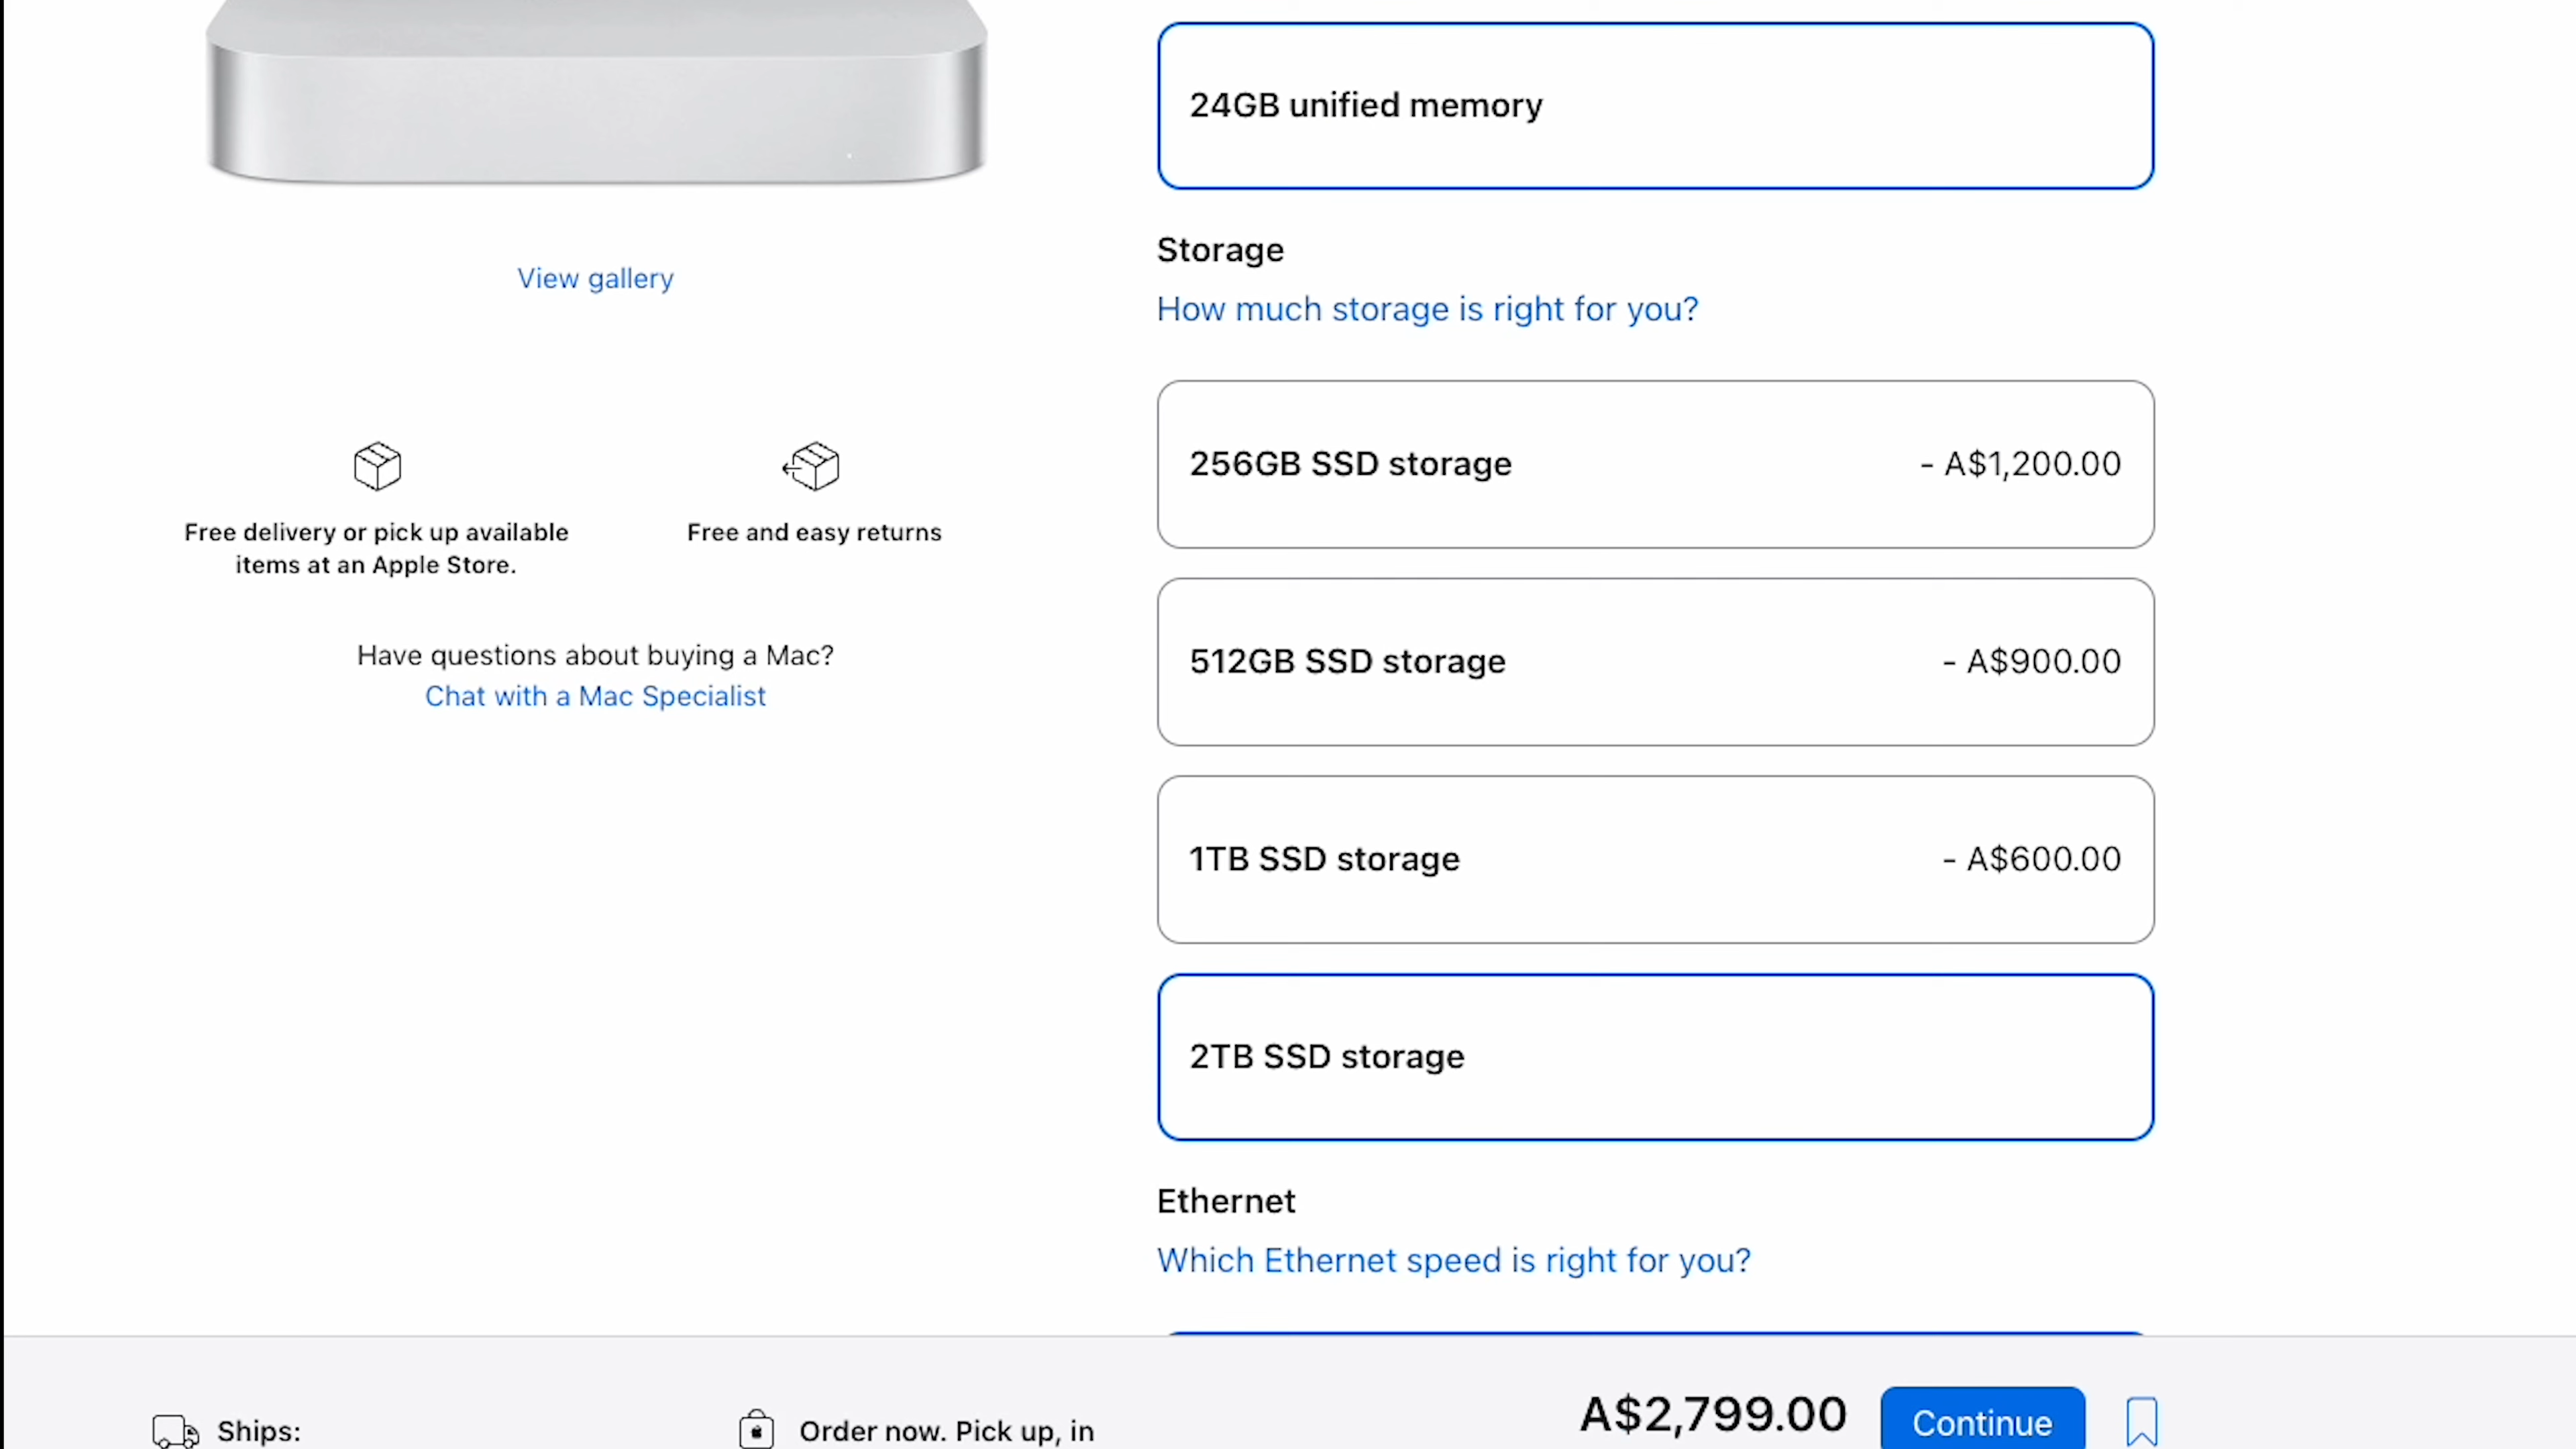 24GB unified memory
View gallery
Free delivery or pick up available
items at an Apple Store.
Free and easy returns
Have questions about buying a Mac?
Chat with a Mac Specialist
Storage
How much storage is right for you?
256GB SSD storage - A$1,200.00
512GB SSD storage - A$900.00
1TB SSD storage - A$600.00
2TB SSD storage
Ethernet
Which Ethernet speed is right for you?
Ships:
Order now. Pick up, in
A$2,799.00
Continue